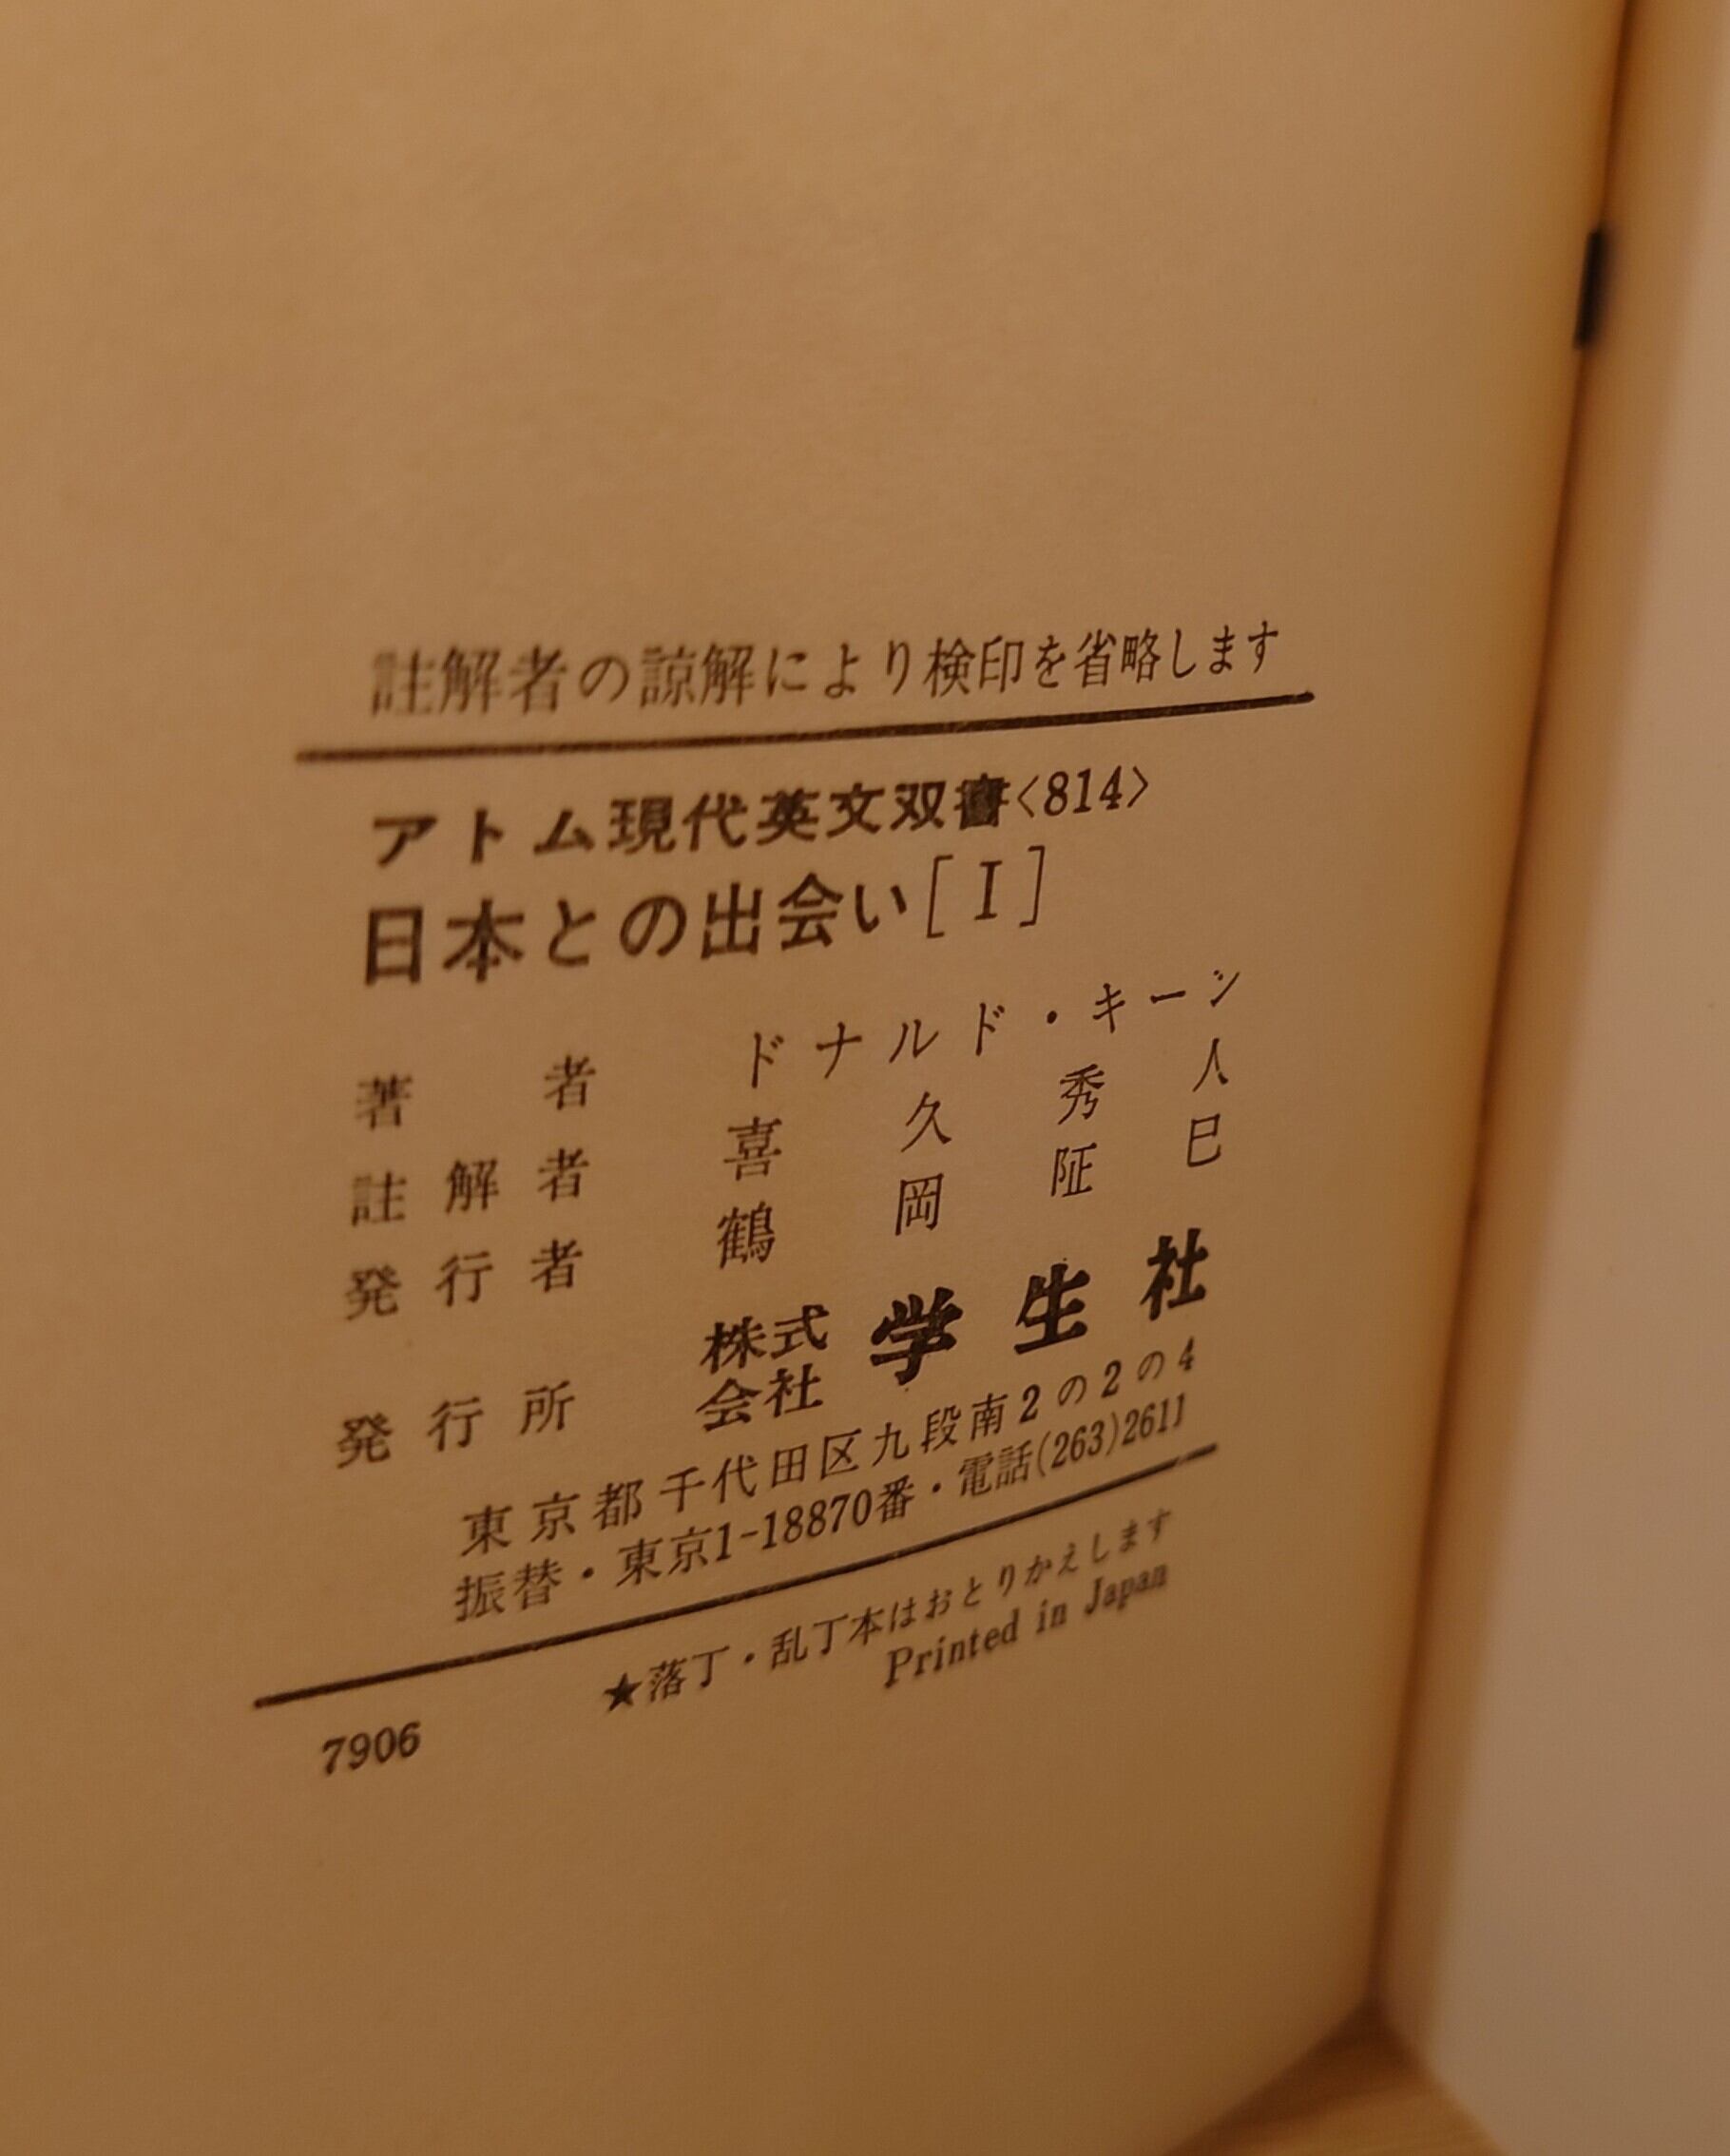 註解者の諒解により検印を省略します
アトム現代英文双書〈814〉
日本との出会い[I]
著者 ドナルド・キーン
註解者 喜久秀人
発行者 鶴岡阷巳
発行所 株式会社 学生社
東京都千代田区九段南2の2の4
振替・東京1-18870番・電話(263)2611
★落丁・乱丁本はおとりかえします
Printed in Japan
7906